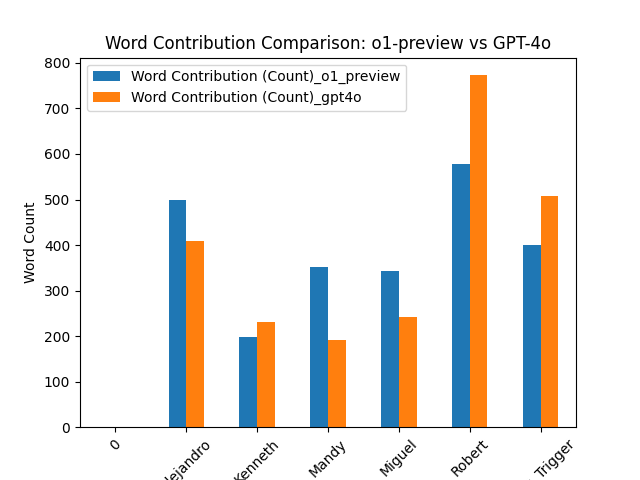 Word Contribution Comparison: o1-preview vs GPT-4o
Word Contribution (Count)_o1_preview
Word Contribution (Count)_gpt4o
Word Count
800
700
600
500
400
300
200
100
0
0
lejandro
Kenneth
Mandy
Miguel
Robert
Trigger